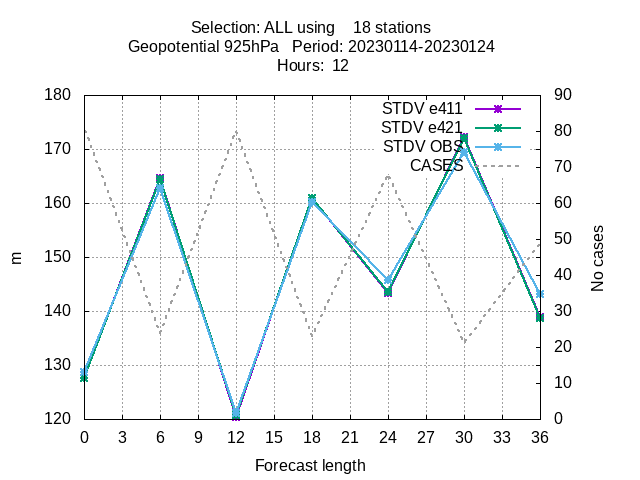 Selection: ALL using    18 stations
Geopotential 925hPa   Period: 20230114-20230124
Hours:  12
180
170
160
150
140
130
120
90
80
70
60
50
40
30
20
10
0
STDV e411
STDV e421
STDV OBS
CASES
m
No cases
0 3 6 9 12 15 18 21 24 27 30 33 36
Forecast length